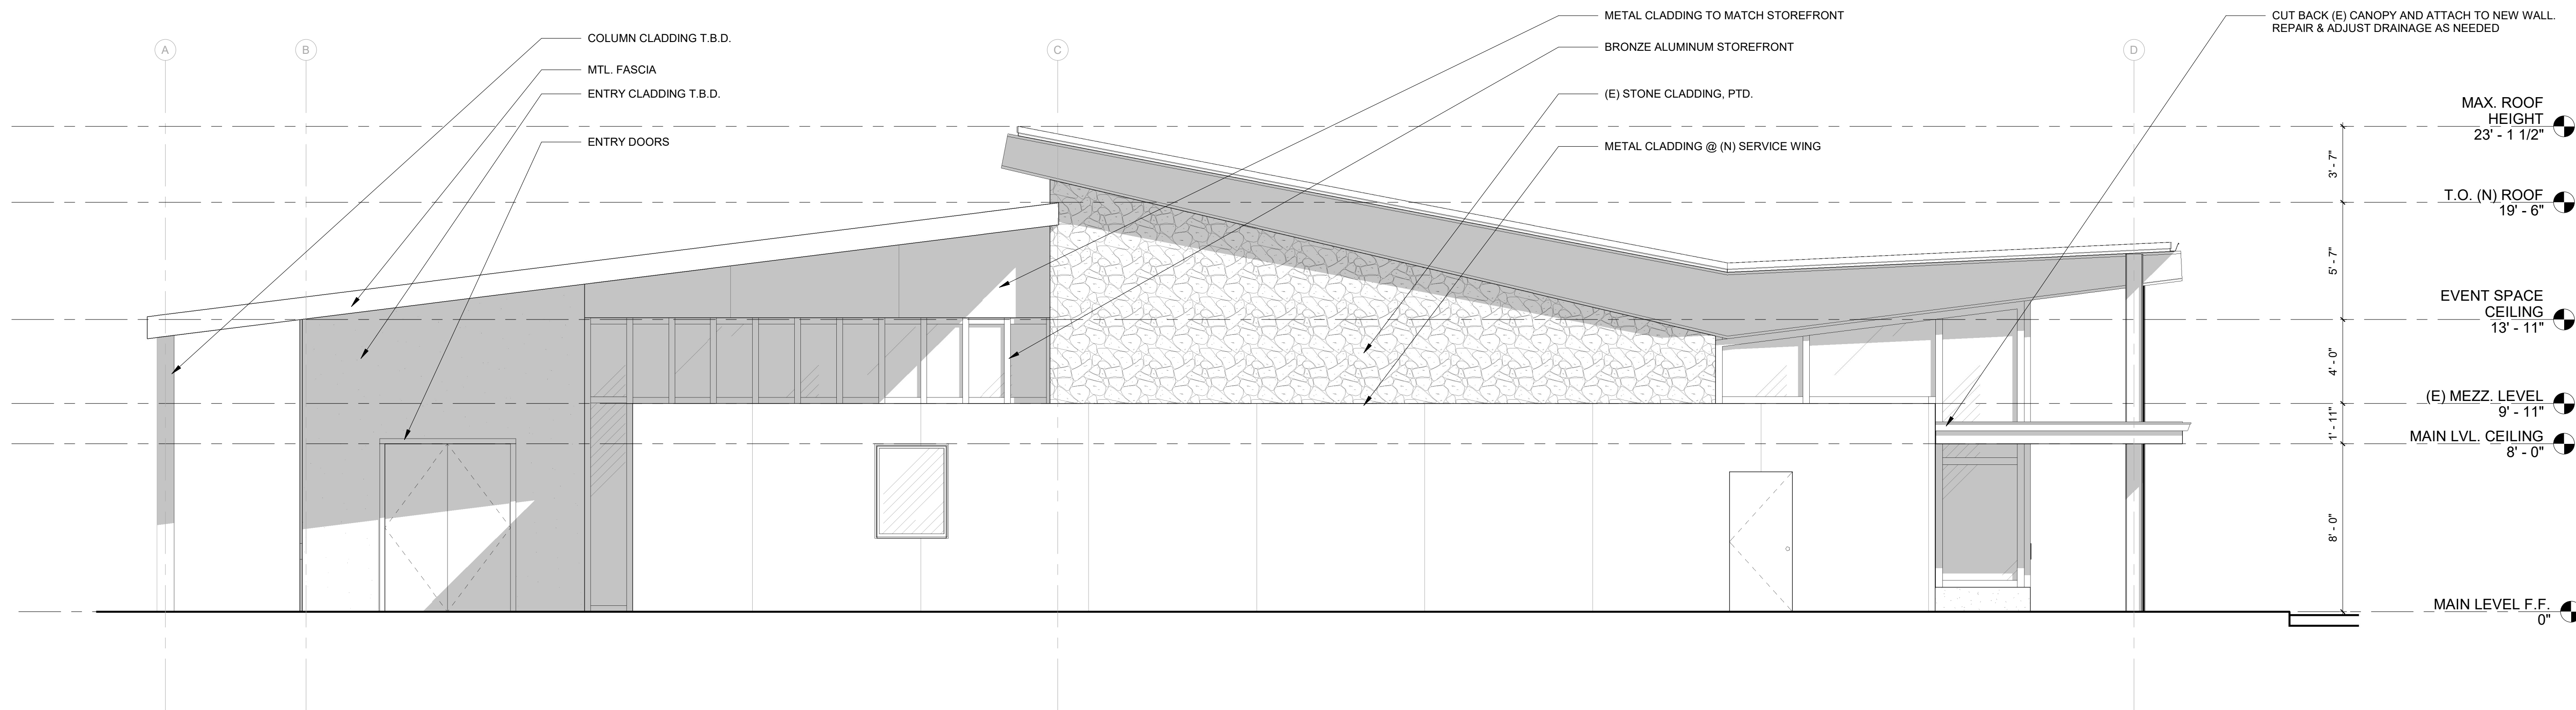 A
B
C
D
COLUMN CLADDING T.B.D.
MTL. FASCIA
ENTRY CLADDING T.B.D.
ENTRY DOORS
METAL CLADDING TO MATCH STOREFRONT
BRONZE ALUMINUM STOREFRONT
(E) STONE CLADDING, PTD.
METAL CLADDING @ (N) SERVICE WING
CUT BACK (E) CANOPY AND ATTACH TO NEW WALL.
REPAIR & ADJUST DRAINAGE AS NEEDED
MAX. ROOF
HEIGHT
23' - 1 1/2"
3' - 7"
T.O. (N) ROOF
19' - 6"
5' - 7"
EVENT SPACE
CEILING
13' - 11"
4' - 0"
(E) MEZZ. LEVEL
9' - 11"
1' - 11"
MAIN LVL. CEILING
8' - 0"
8' - 0"
MAIN LEVEL F.F.
0"